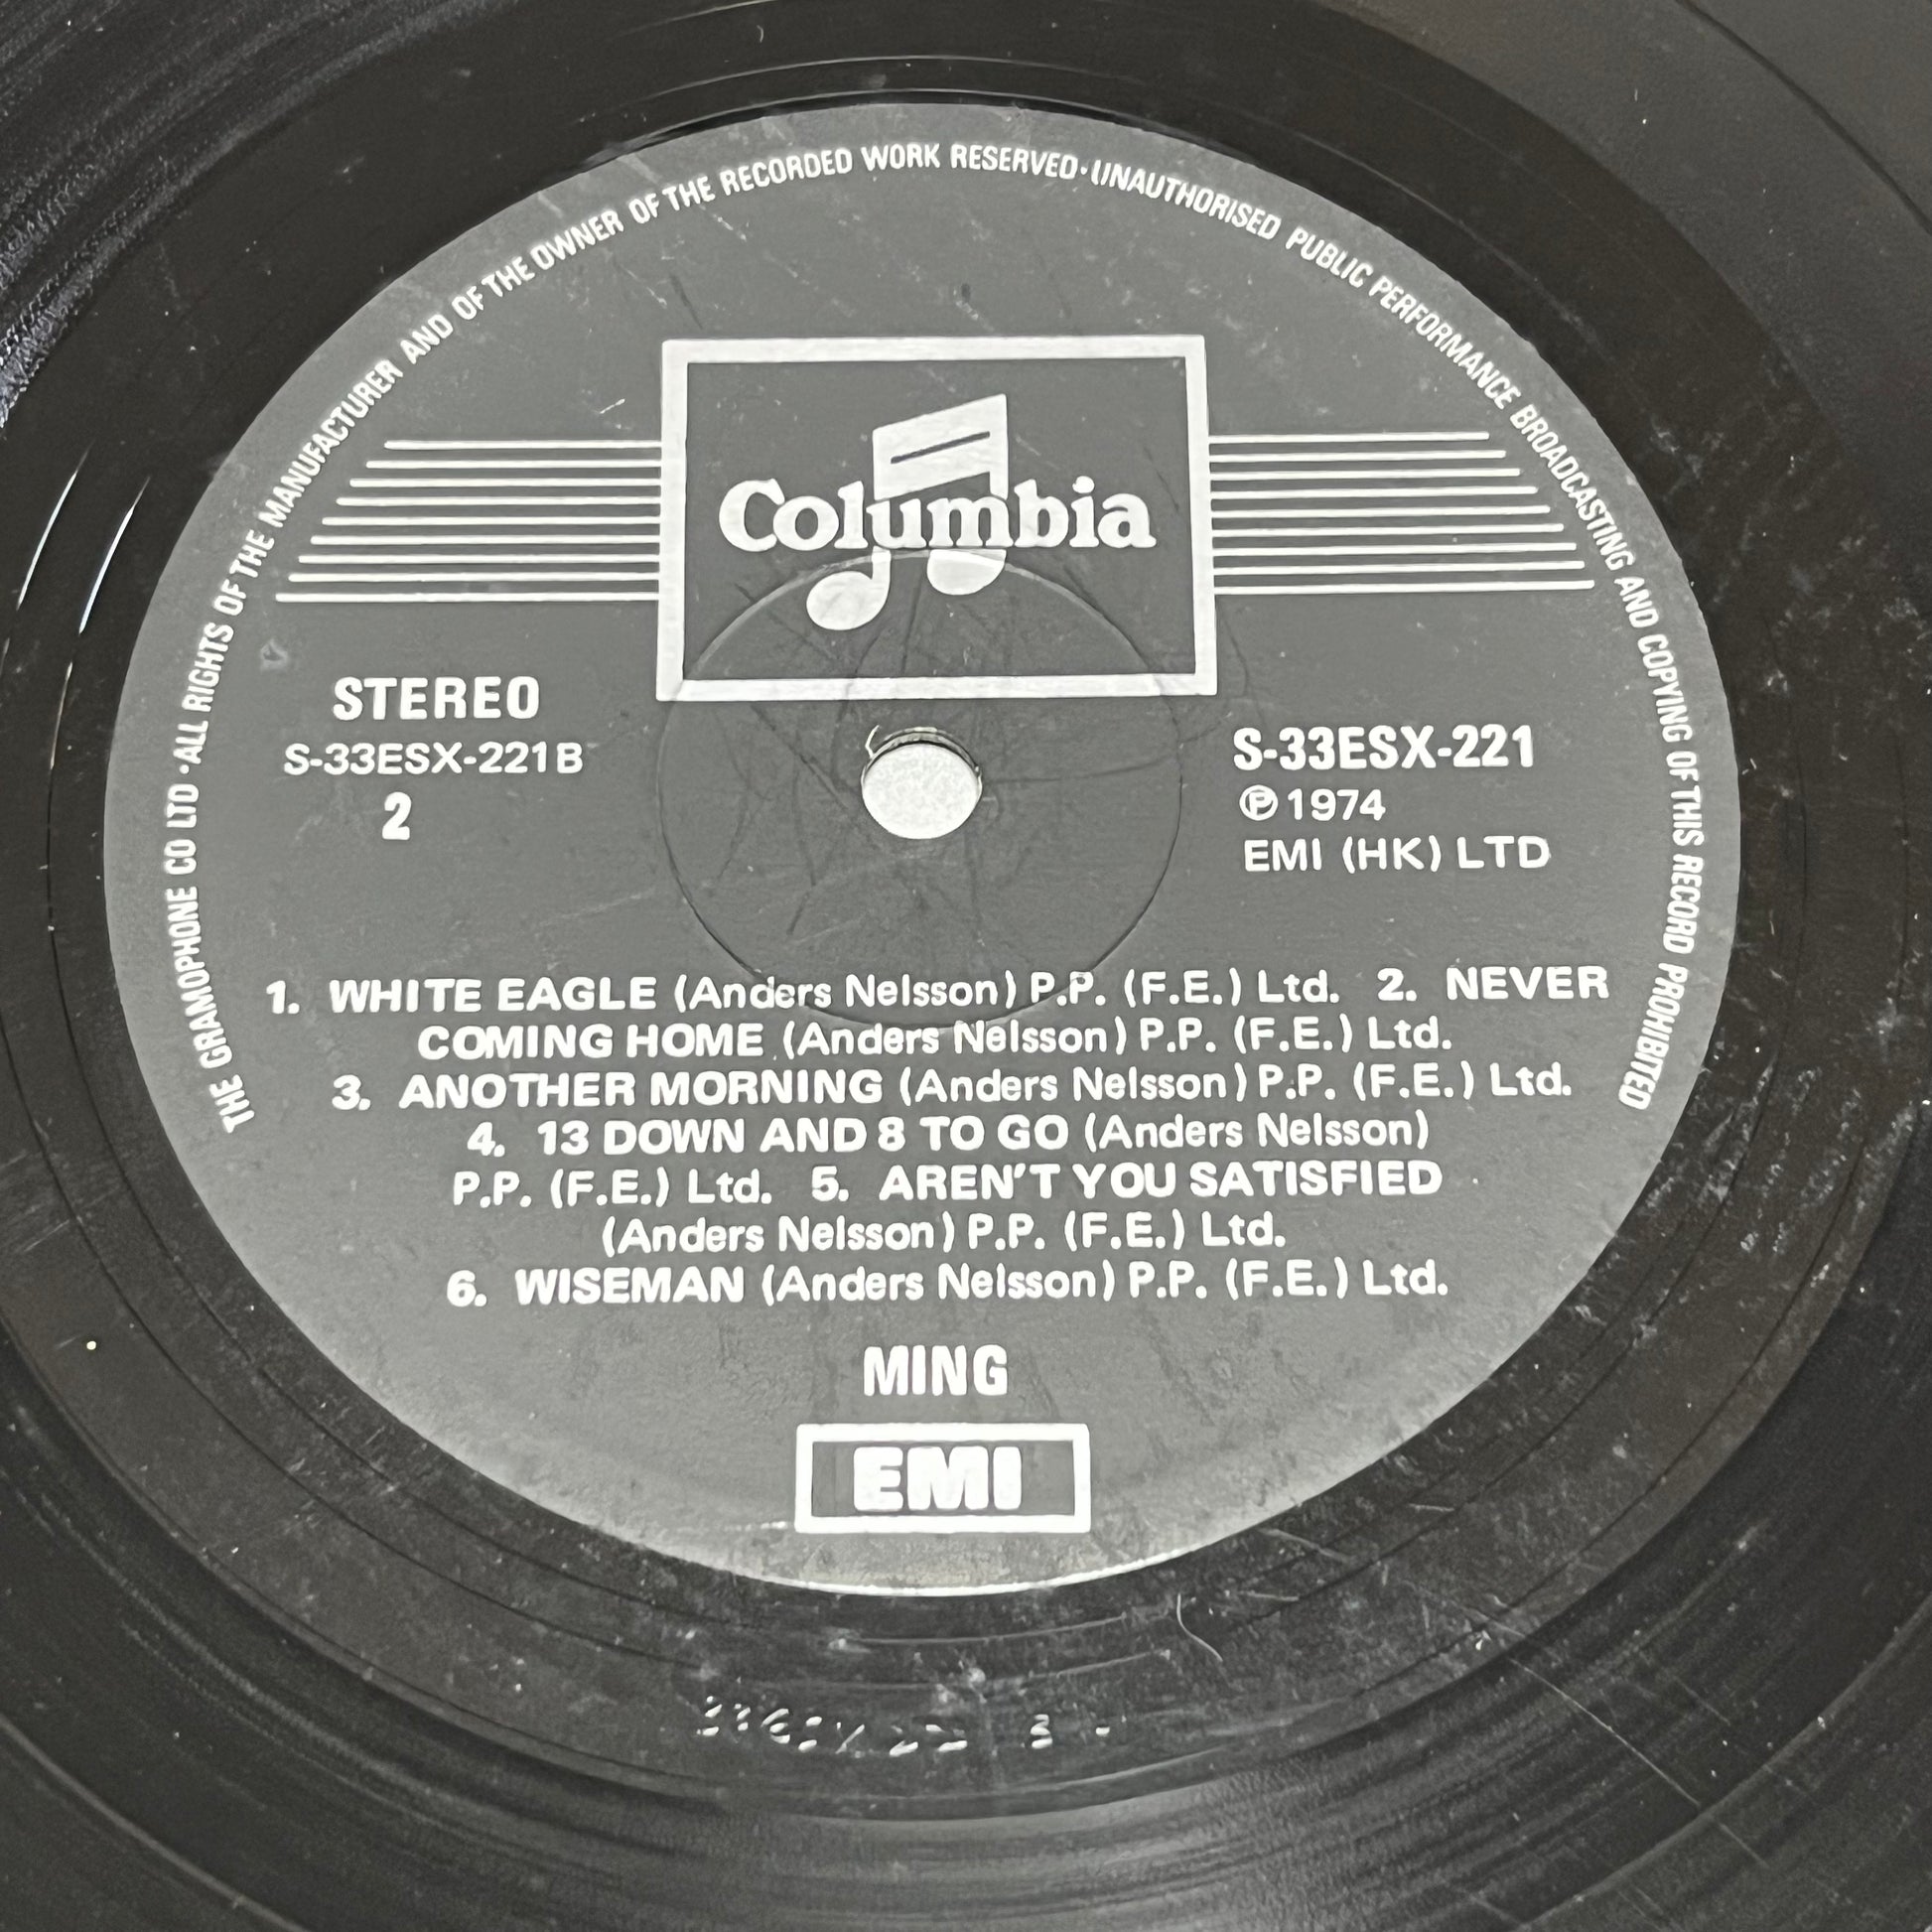 THE GRAMOPHONE CO LTD · ALL RIGHTS OF THE MANUFACTURER AND OF THE OWNER OF THE RECORDED WORK RESERVED · UNAUTHORISED PUBLIC PERFORMANCE BROADCASTING AND COPYING OF THIS RECORD PROHIBITED
Columbia
STEREO
S-33ESX-221B
2
S-33ESX-221
℗ 1974
EMI (HK) LTD
1. WHITE EAGLE (Anders Nelsson) P.P. (F.E.) Ltd. 2. NEVER
COMING HOME (Anders Nelsson) P.P. (F.E.) Ltd.
3. ANOTHER MORNING (Anders Nelsson) P.P. (F.E.) Ltd.
4. 13 DOWN AND 8 TO GO (Anders Nelsson)
P.P. (F.E.) Ltd. 5. AREN'T YOU SATISFIED
(Anders Nelsson) P.P. (F.E.) Ltd.
6. WISEMAN (Anders Nelsson) P.P. (F.E.) Ltd.
MING
EMI